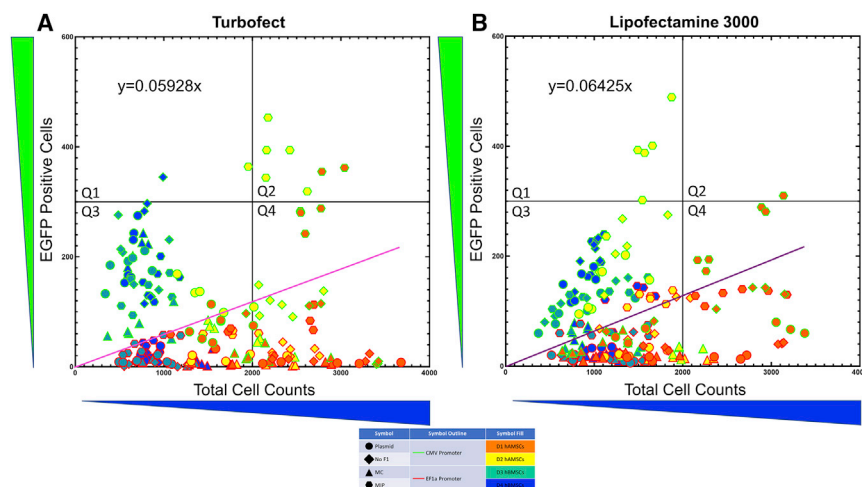 A
Turbofect
B
Lipofectamine 3000
600
400
200
0
EGFP Positive Cells
y=0.05928x
Q1
Q2
Q3
Q4
0
1000
2000
3000
4000
Total Cell Counts
600
400
200
0
EGFP Positive Cells
y=0.06425x
Q1
Q2
Q3
Q4
0
1000
2000
3000
4000
Total Cell Counts
Symbol Symbol Outline Symbol Fill
Plasmid CMV Promoter D1 hAMSCs
No F1 D2 hAMSCs
MC EF1a Promoter D3
MIP